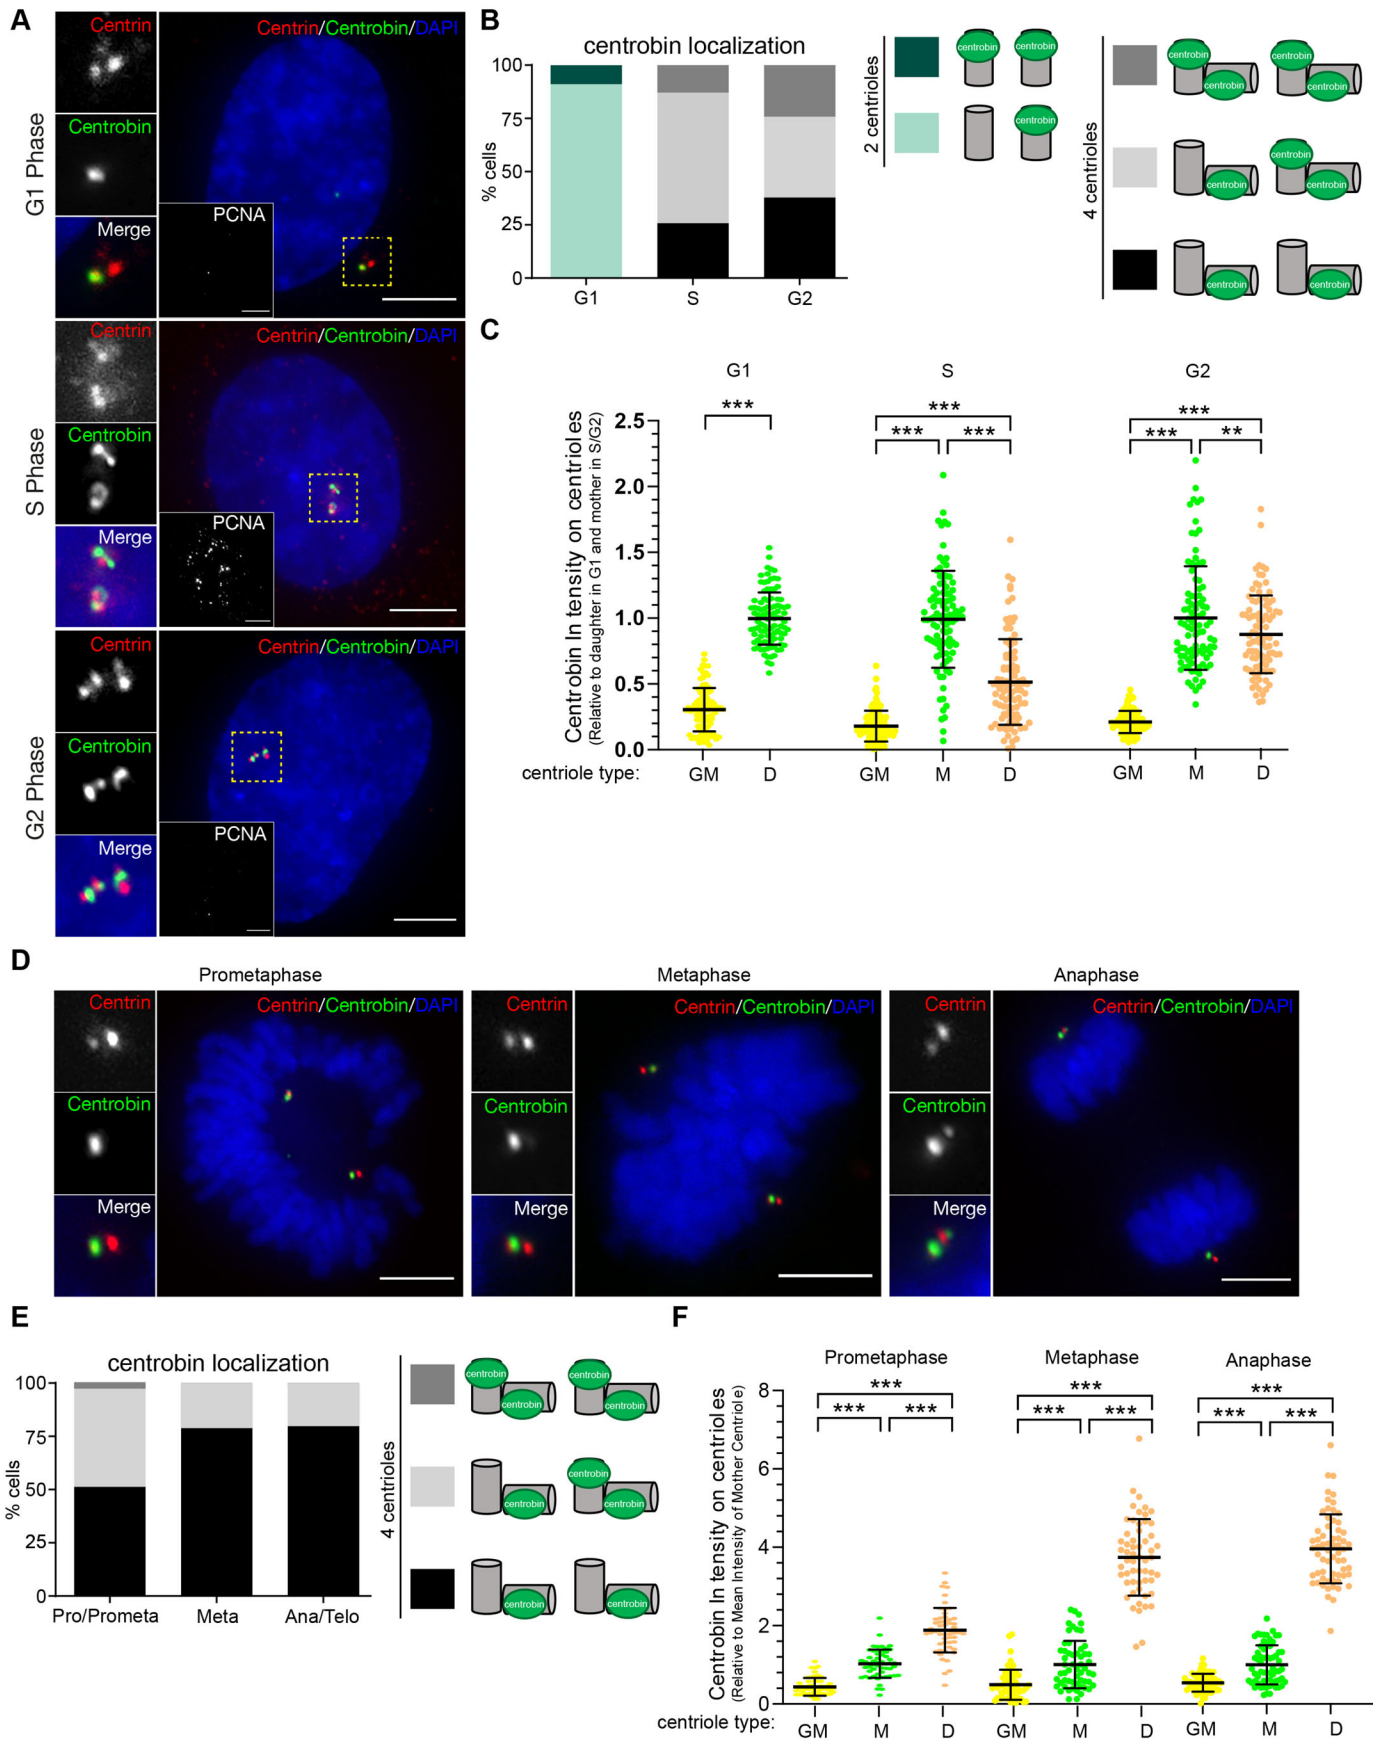 A
G1 Phase
Centrin
Centrobin
Merge
Centrin/Centrobin/DAPI
PCNA
S Phase
Centrin
Centrobin
Merge
Centrin/Centrobin/DAPI
PCNA
G2 Phase
Centrin
Centrobin
Merge
Centrin/Centrobin/DAPI
PCNA
B
centrobin localization
% cells
100
75
50
25
0
G1 S G2
2 centrioles
centrobin centrobin
centrobin
4 centrioles
centrobin centrobin
centrobin centrobin
centrobin
centrobin centrobin
centrobin centrobin
C
G1 S G2
*** *** *** *** *** *** **
Centrobin In tensity on centrioles
(Relative to daughter in G1 and mother in S/G2)
2.5
2.0
1.5
1.0
0.5
0.0
centriole type: GM D GM M D GM M D
D
Prometaphase Metaphase Anaphase
Centrin
Centrobin
Merge
Centrin/Centrobin/DAPI
Centrin
Centrobin
Merge
Centrin/Centrobin/DAPI
Centrin
Centrobin
Merge
Centrin/Centrobin/DAPI
E
centrobin localization
% cells
100
75
50
25
0
Pro/Prometa Meta Ana/Telo
4 centrioles
centrobin centrobin
centrobin centrobin
centrobin
centrobin centrobin
centrobin centrobin
F
Prometaphase Metaphase Anaphase
*** *** ***
*** *** *** *** *** ***
Centrobin In tensity on centrioles
(Relative to Mean Intensity of Mother Centriole)
8
6
4
2
0
centriole type: GM M D GM M D GM M D